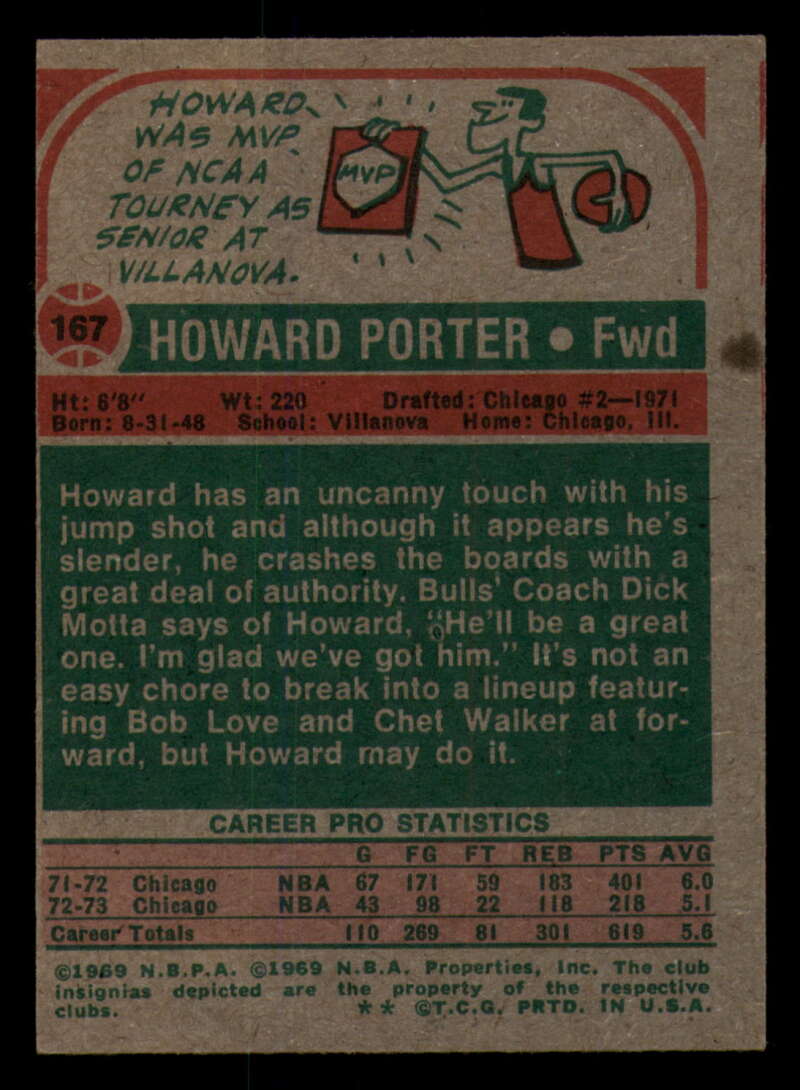 HOWARD
WAS MVP
OF NCAA
TOURNEY AS
SENIOR AT
VILLANOVA.
MVP
167
HOWARD PORTER • Fwd
Ht: 6'8" Wt: 220 Drafted: Chicago #2—1971
Born: 8-31-48 School: Villanova Home: Chicago, Ill.
Howard has an uncanny touch with his
jump shot and although it appears he's
slender, he crashes the boards with a
great deal of authority. Bulls' Coach Dick
Motta says of Howard, "He'll be a great
one. I'm glad we've got him." It's not an
easy chore to break into a lineup featur-
ing Bob Love and Chet Walker at for-
ward, but Howard may do it.
CAREER PRO STATISTICS
G FG FT REB PTS AVG
71-72 Chicago NBA 67 171 59 183 401 6.0
72-73 Chicago NBA 43 98 22 118 218 5.1
Career Totals 110 269 81 301 619 5.6
©1969 N.B.P.A. ©1969 N.B.A. Properties, Inc. The club
insignias depicted are the property of the respective
clubs. ** ©T.C.G. PRTD. IN U.S.A.